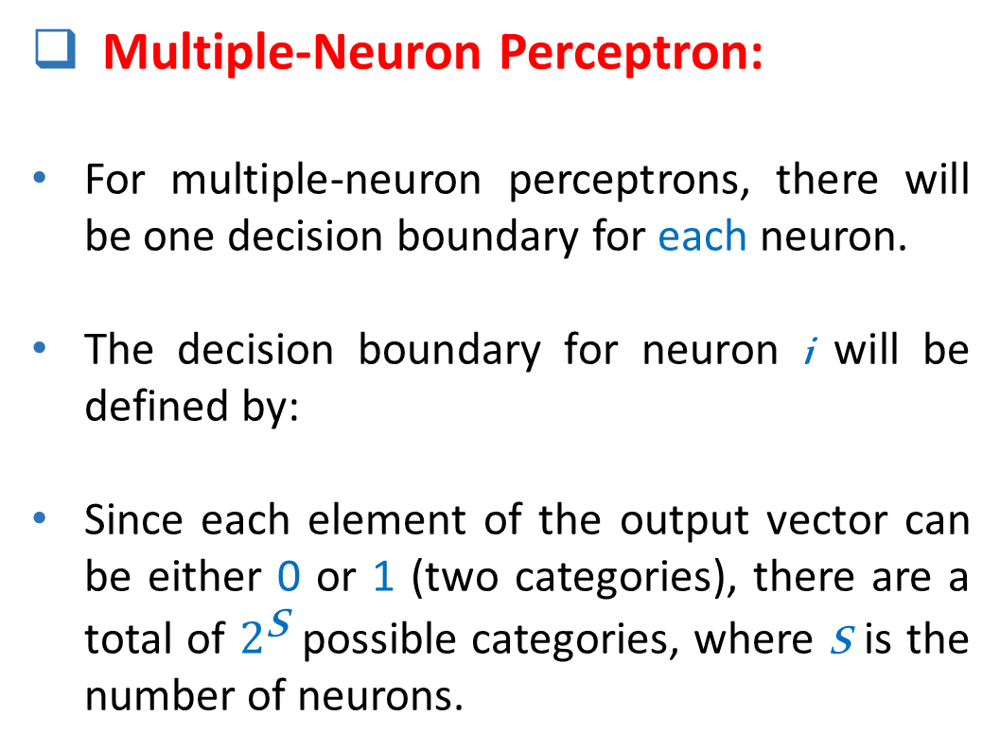 ❑ Multiple-Neuron Perceptron:
• For multiple-neuron perceptrons, there will
be one decision boundary for each neuron.
• The decision boundary for neuron i will be
defined by:
• Since each element of the output vector can
be either 0 or 1 (two categories), there are a
total of 2^S possible categories, where S is the
number of neurons.